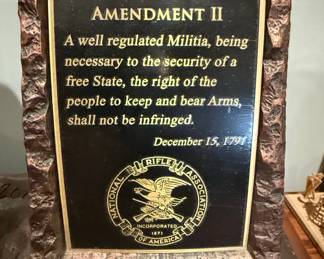 AMENDMENT II
A well regulated Militia, being
necessary to the security of a
free State, the right of the
people to keep and bear Arms,
shall not be infringed.
December 15, 1791
NATIONAL RIFLE ASSOCIATION
INCORPORATED
1871
OF AMERICA